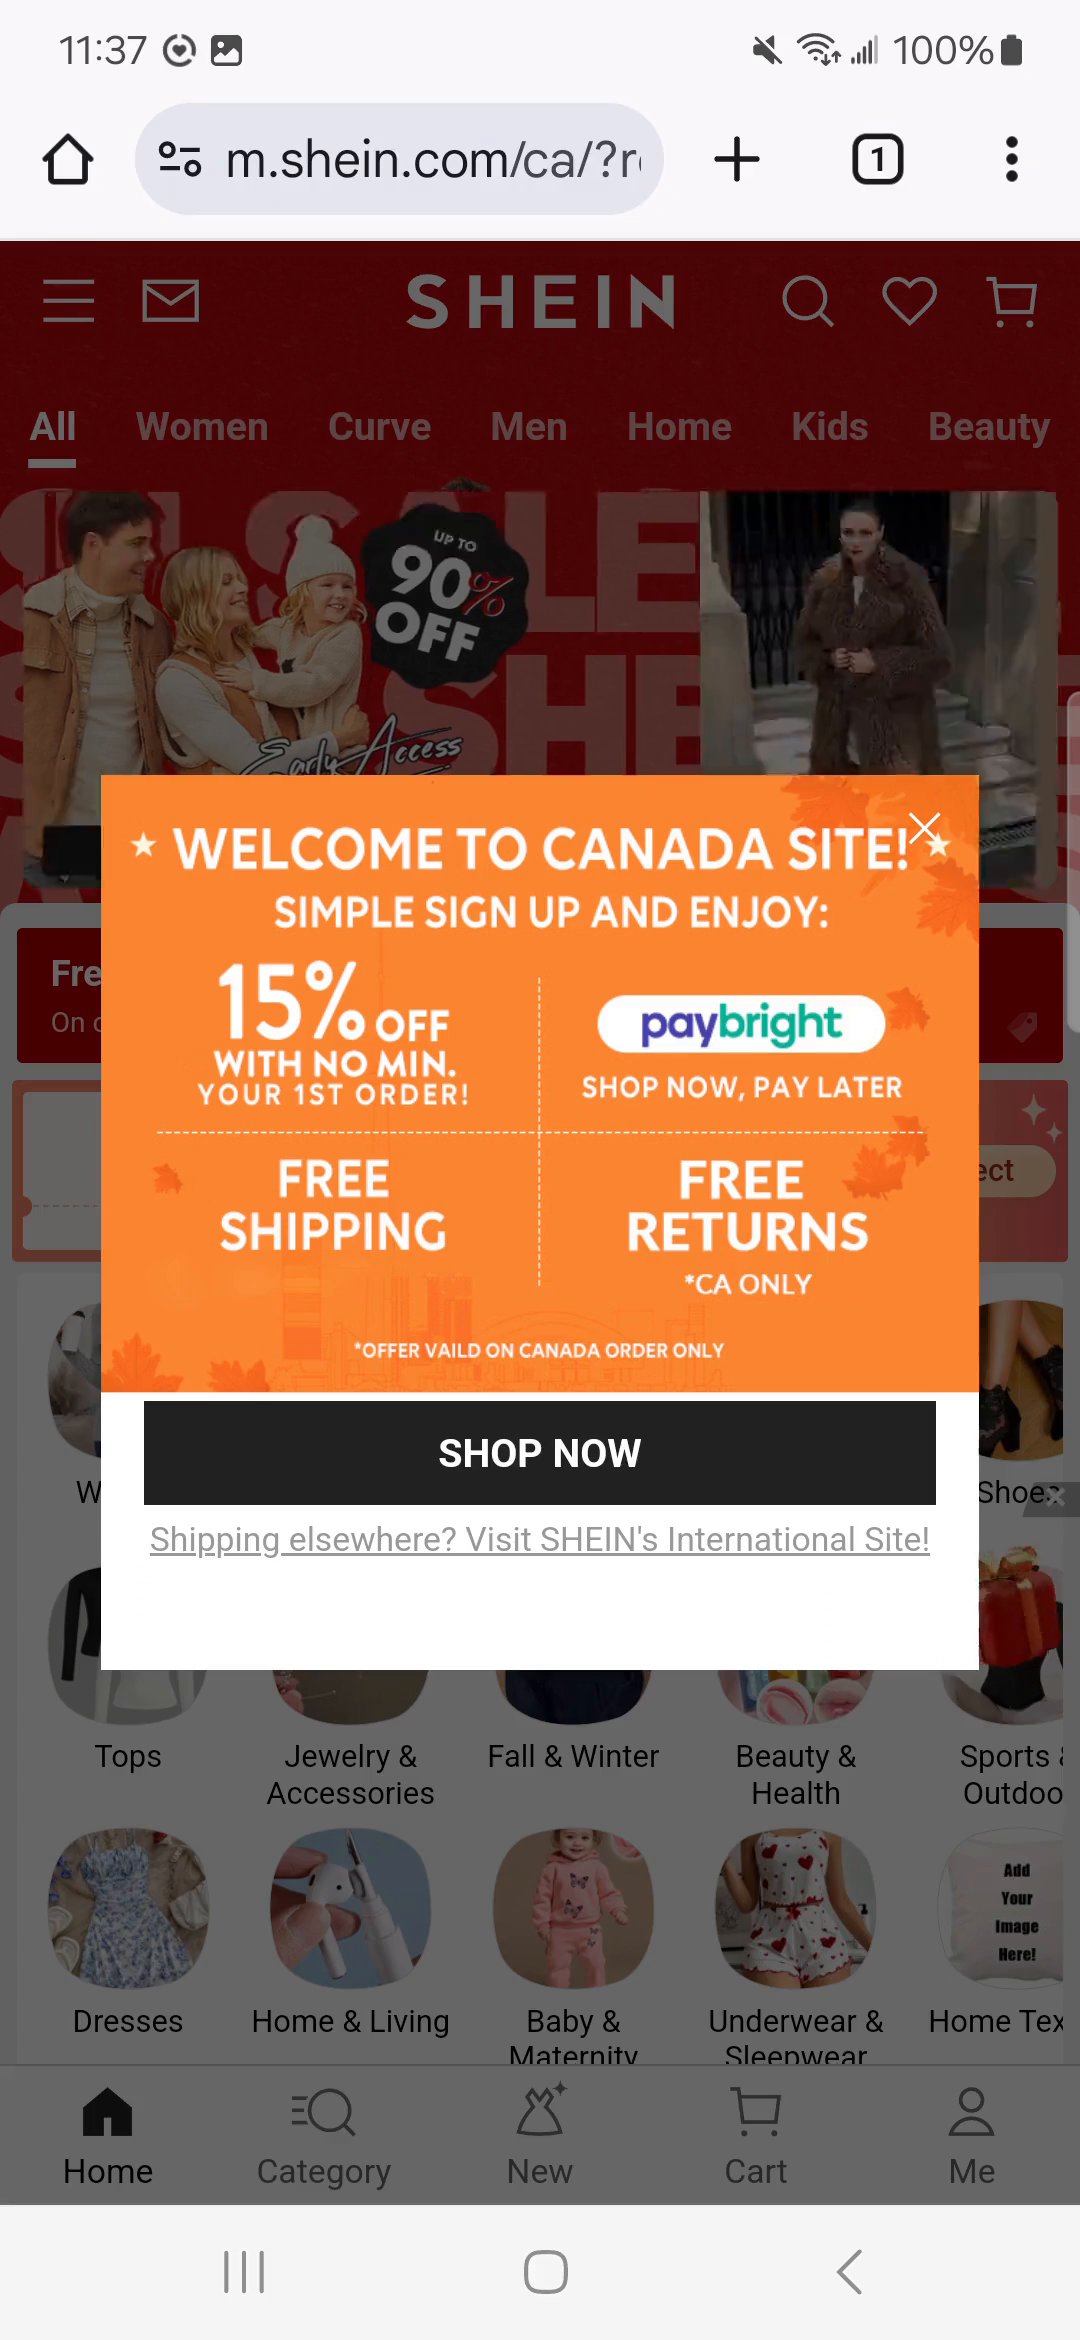 11:37
100%
m.shein.com/ca/?r
1
SHEIN
All Women Curve Men Home Kids Beauty
SALE
UP TO
90%
OFF
SHE
Early Access
WELCOME TO CANADA SITE!
SIMPLE SIGN UP AND ENJOY:
15% OFF
WITH NO MIN.
YOUR 1ST ORDER!
paybright
SHOP NOW, PAY LATER
FREE
SHIPPING
FREE
RETURNS
*CA ONLY
*OFFER VAILD ON CANADA ORDER ONLY
Fre
On
ect
SHOP NOW
Shipping elsewhere? Visit SHEIN's International Site!
W
Shoes
Tops
Jewelry &
Accessories
Fall & Winter
Beauty &
Health
Sports &
Outdoo
Add
Your
Image
Here!
Dresses
Home & Living
Baby &
Maternity
Underwear &
Sleepwear
Home Tex
Home Category New Cart Me